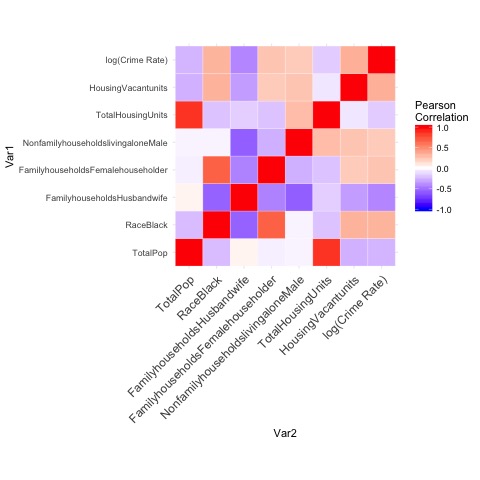 log(Crime Rate)
HousingVacantunits
TotalHousingUnits
NonfamilyhouseholdslivingaloneMale
FamilyhouseholdsFemalehouseholder
FamilyhouseholdsHusbandwife
RaceBlack
TotalPop
Var1
TotalPop
RaceBlack
FamilyhouseholdsHusbandwife
FamilyhouseholdsFemalehouseholder
NonfamilyhouseholdslivingaloneMale
TotalHousingUnits
HousingVacantunits
log(Crime Rate)
Var2
Pearson
Correlation
1.0
0.5
0.0
-0.5
-1.0